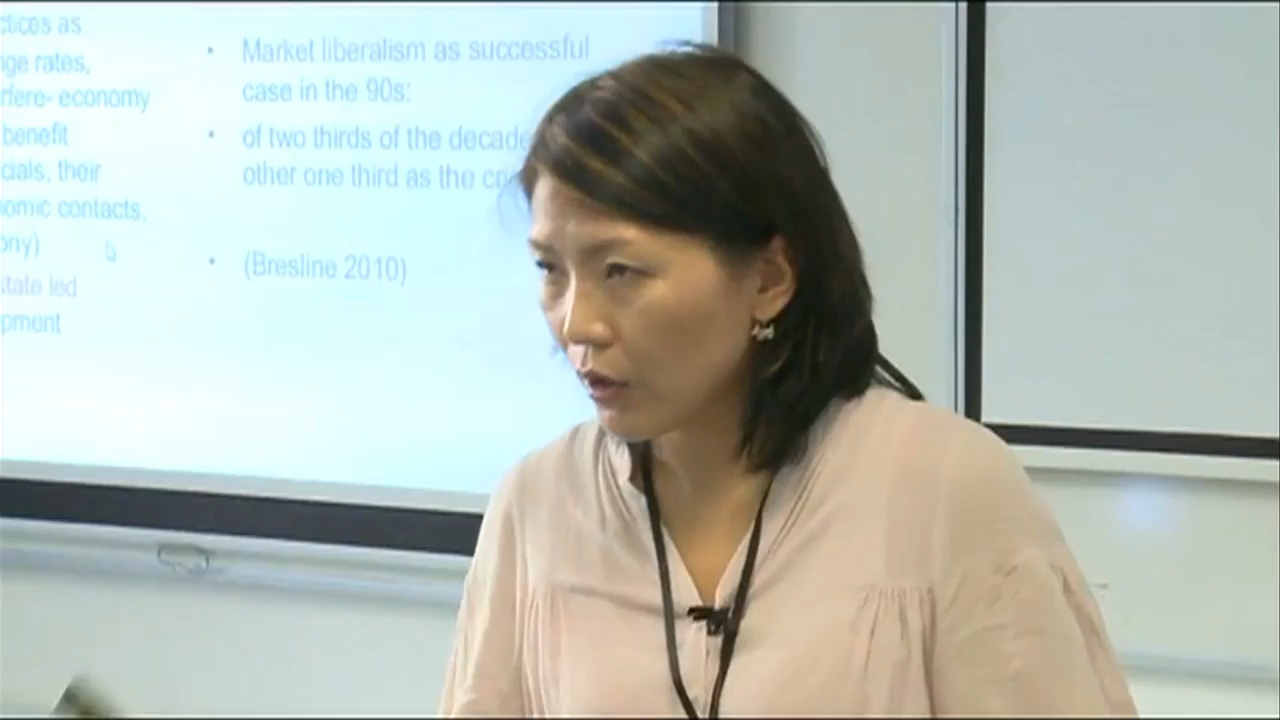 ctices as
nge rates,
rfere- economy
benefit
cials, their
omic contacts,
ony)
state led
pment
• Market liberalism as successful
case in the 90s:
• of two thirds of the decade
other one third as the
• (Bresline 2010)